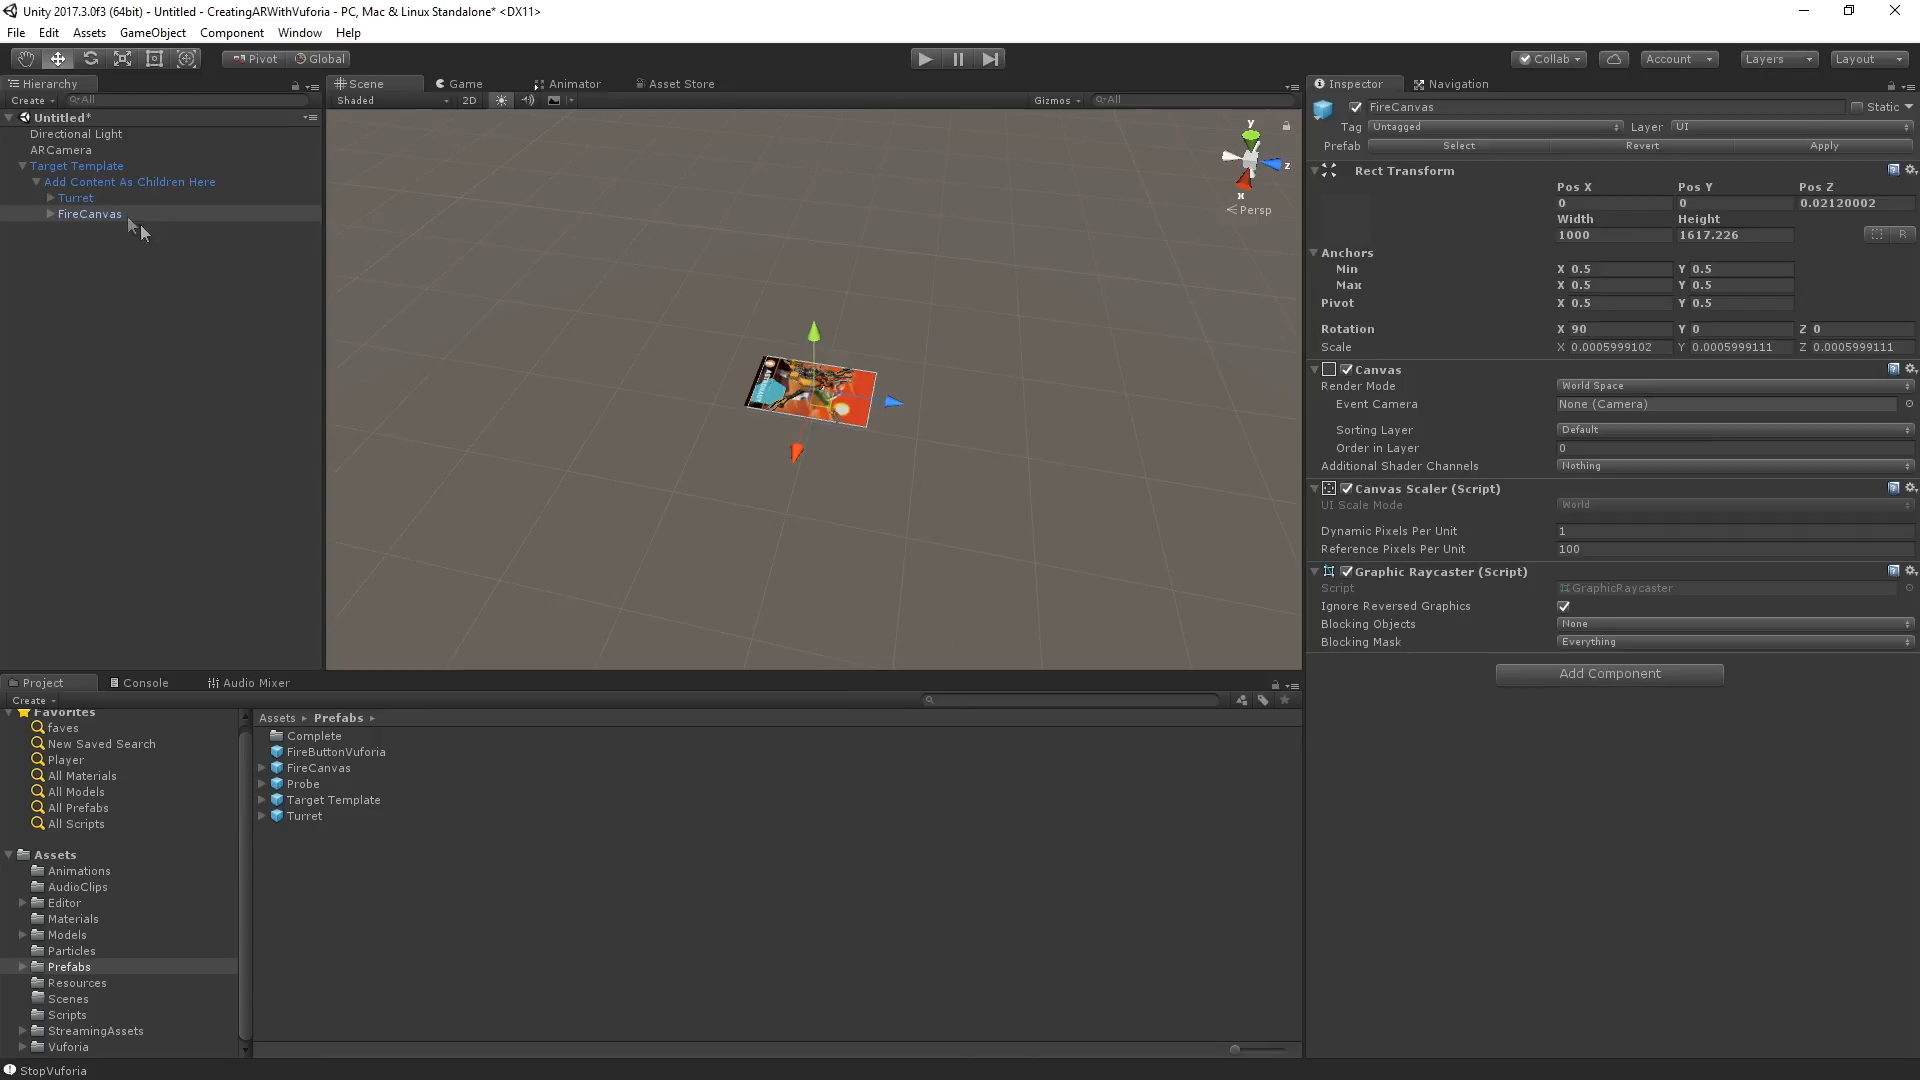 Unity 2017.3.0f3 (64bit) - Untitled - CreatingARWithVuforia - PC, Mac & Linux Standalone* <DX11>
File Edit Assets GameObject Component Window Help
Pivot Global Collab Account Layers Layout
Hierarchy
Create All
Untitled*
Directional Light
ARCamera
Target Template
Add Content As Children Here
Turret
FireCanvas
Scene Game Animator Asset Store
Shaded 2D Gizmos All
y
z
x
Persp
Inspector Navigation
FireCanvas Static
Tag Untagged Layer UI
Prefab Select Revert Apply
Rect Transform
Pos X Pos Y Pos Z
0 0 0.02120002
Width Height
1000 1617.226 R
Anchors
Min X 0.5 Y 0.5
Max X 0.5 Y 0.5
Pivot X 0.5 Y 0.5
Rotation X 90 Y 0 Z 0
Scale X 0.0005999102 Y 0.0005999111 Z 0.0005999111
Canvas
Render Mode World Space
Event Camera None (Camera)
Sorting Layer Default
Order in Layer 0
Additional Shader Channels Nothing
Canvas Scaler (Script)
UI Scale Mode World
Dynamic Pixels Per Unit 1
Reference Pixels Per Unit 100
Graphic Raycaster (Script)
Script GraphicRaycaster
Ignore Reversed Graphics
Blocking Objects None
Blocking Mask Everything
Add Component
Project Console Audio Mixer
Create
Favorites
faves
New Saved Search
Player
All Materials
All Models
All Prefabs
All Scripts
Assets
Animations
AudioClips
Editor
Materials
Models
Particles
Prefabs
Resources
Scenes
Scripts
StreamingAssets
Vuforia
Assets Prefabs
Complete
FireButtonVuforia
FireCanvas
Probe
Target Template
Turret
StopVuforia